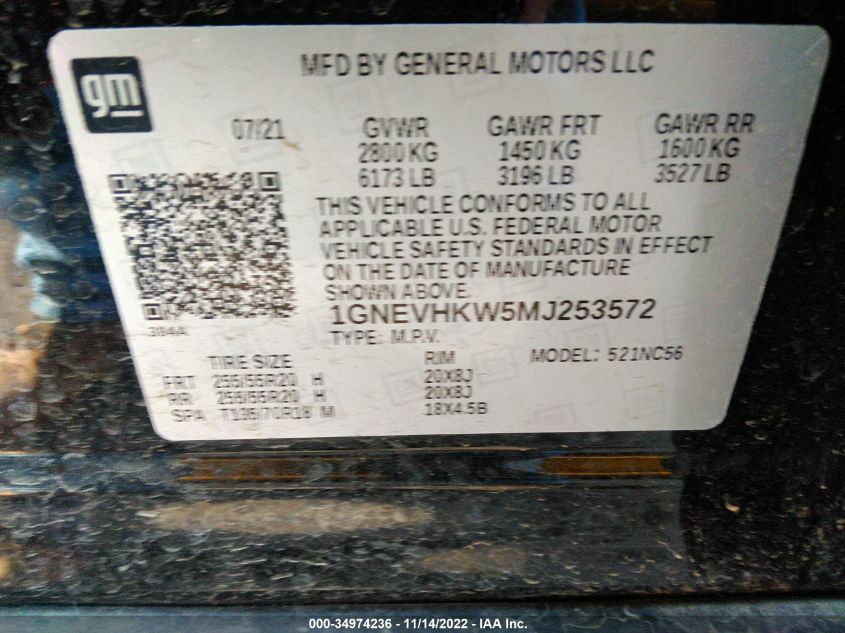 gm
MFD BY GENERAL MOTORS LLC
07/21 GVWR GAWR FRT GAWR RR
2800 KG 1450 KG 1600 KG
6173 LB 3196 LB 3527 LB
THIS VEHICLE CONFORMS TO ALL
APPLICABLE U.S. FEDERAL MOTOR
VEHICLE SAFETY STANDARDS IN EFFECT
ON THE DATE OF MANUFACTURE
SHOWN ABOVE.
384A
1GNEVHKW5MJ253572
TYPE: M.P.V.
MODEL: 521NC56
TIRE SIZE RIM
FRT 255/55R20 H 20X8J
RR 255/55R20 H 20X8J
SPA T135/70R18 M 18X4.5B
000-34974236 - 11/14/2022 - IAA Inc.